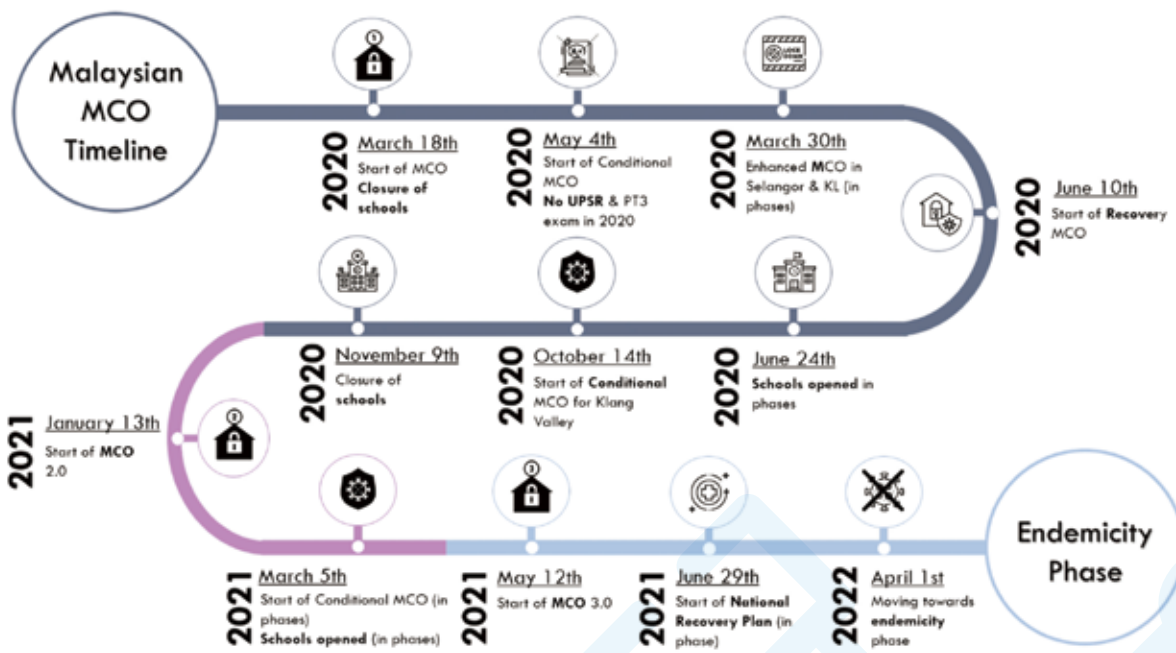 Malaysian
MCO
Timeline
2020
March 18th
Start of MCO
Closure of
schools
2020
May 4th
Start of Conditional
MCO
No UPSR & PT3
exam in 2020
LOCK
DOWN
2020
March 30th
Enhanced MCO in
Selangor & KL (in
phases)
2020
June 10th
Start of Recovery
MCO
2020
June 24th
Schools opened in
phases
2020
October 14th
Start of Conditional
MCO for Klang
Valley
2020
November 9th
Closure of
schools
2021
January 13th
Start of MCO
2.0
2021
March 5th
Start of Conditional MCO (in
phases)
Schools opened (in phases)
2021
May 12th
Start of MCO 3.0
2021
June 29th
Start of National
Recovery Plan (in
phase)
2022
April 1st
Moving towards
endemicity
phase
Endemicity
Phase